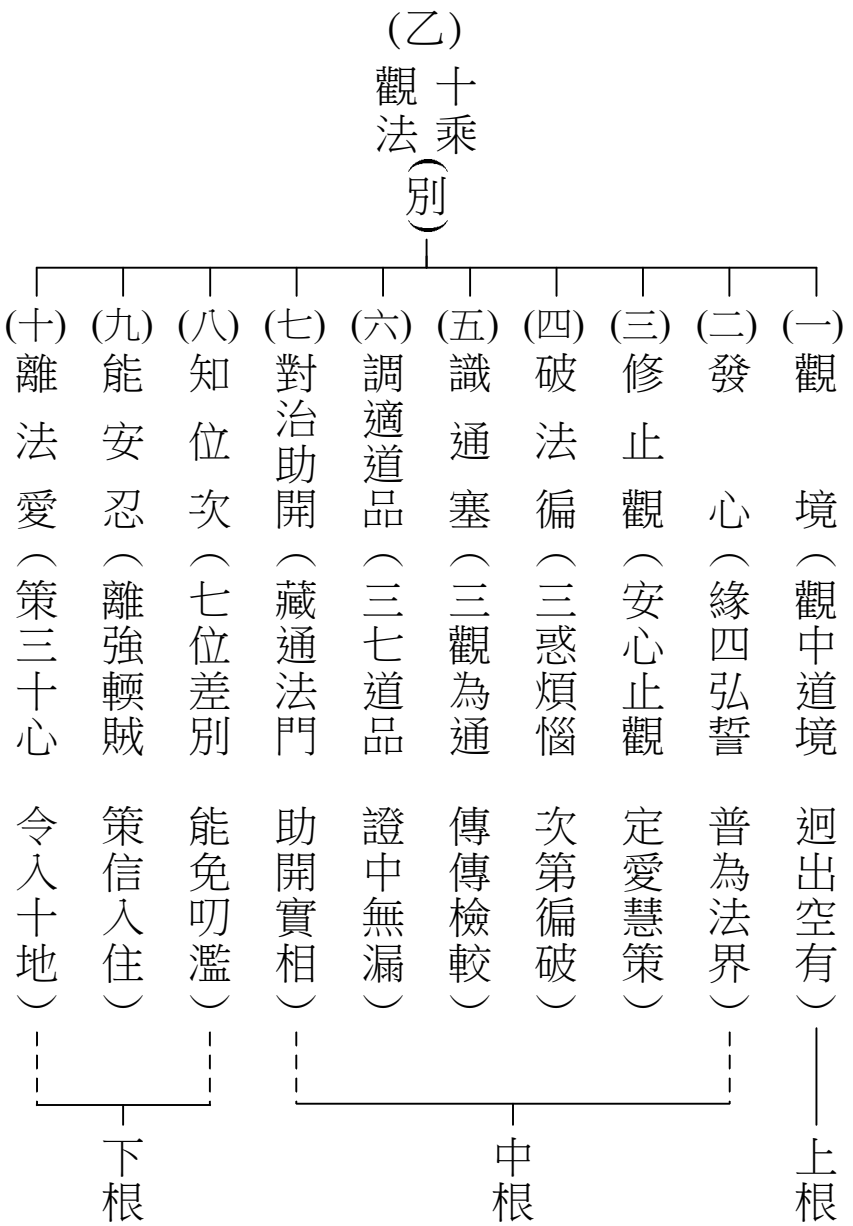 (乙)
十乘
觀法
(別)
(一)觀境(觀中道境 迥出空有)
(二)發心(緣四弘誓 普為法界)
(三)修止觀(安心止觀 定愛慧策)
(四)破法徧(三惑煩惱 次第徧破)
(五)識通塞(三觀為通 傳傳檢較)
(六)調適道品(三七道品 證中無漏)
(七)對治助開(藏通法門 助開實相)
(八)知位次(七位差別 能免叨濫)
(九)能安忍(離強輭賊 策信入住)
(十)離法愛(策三十心 令入十地)
上根
中根
下根